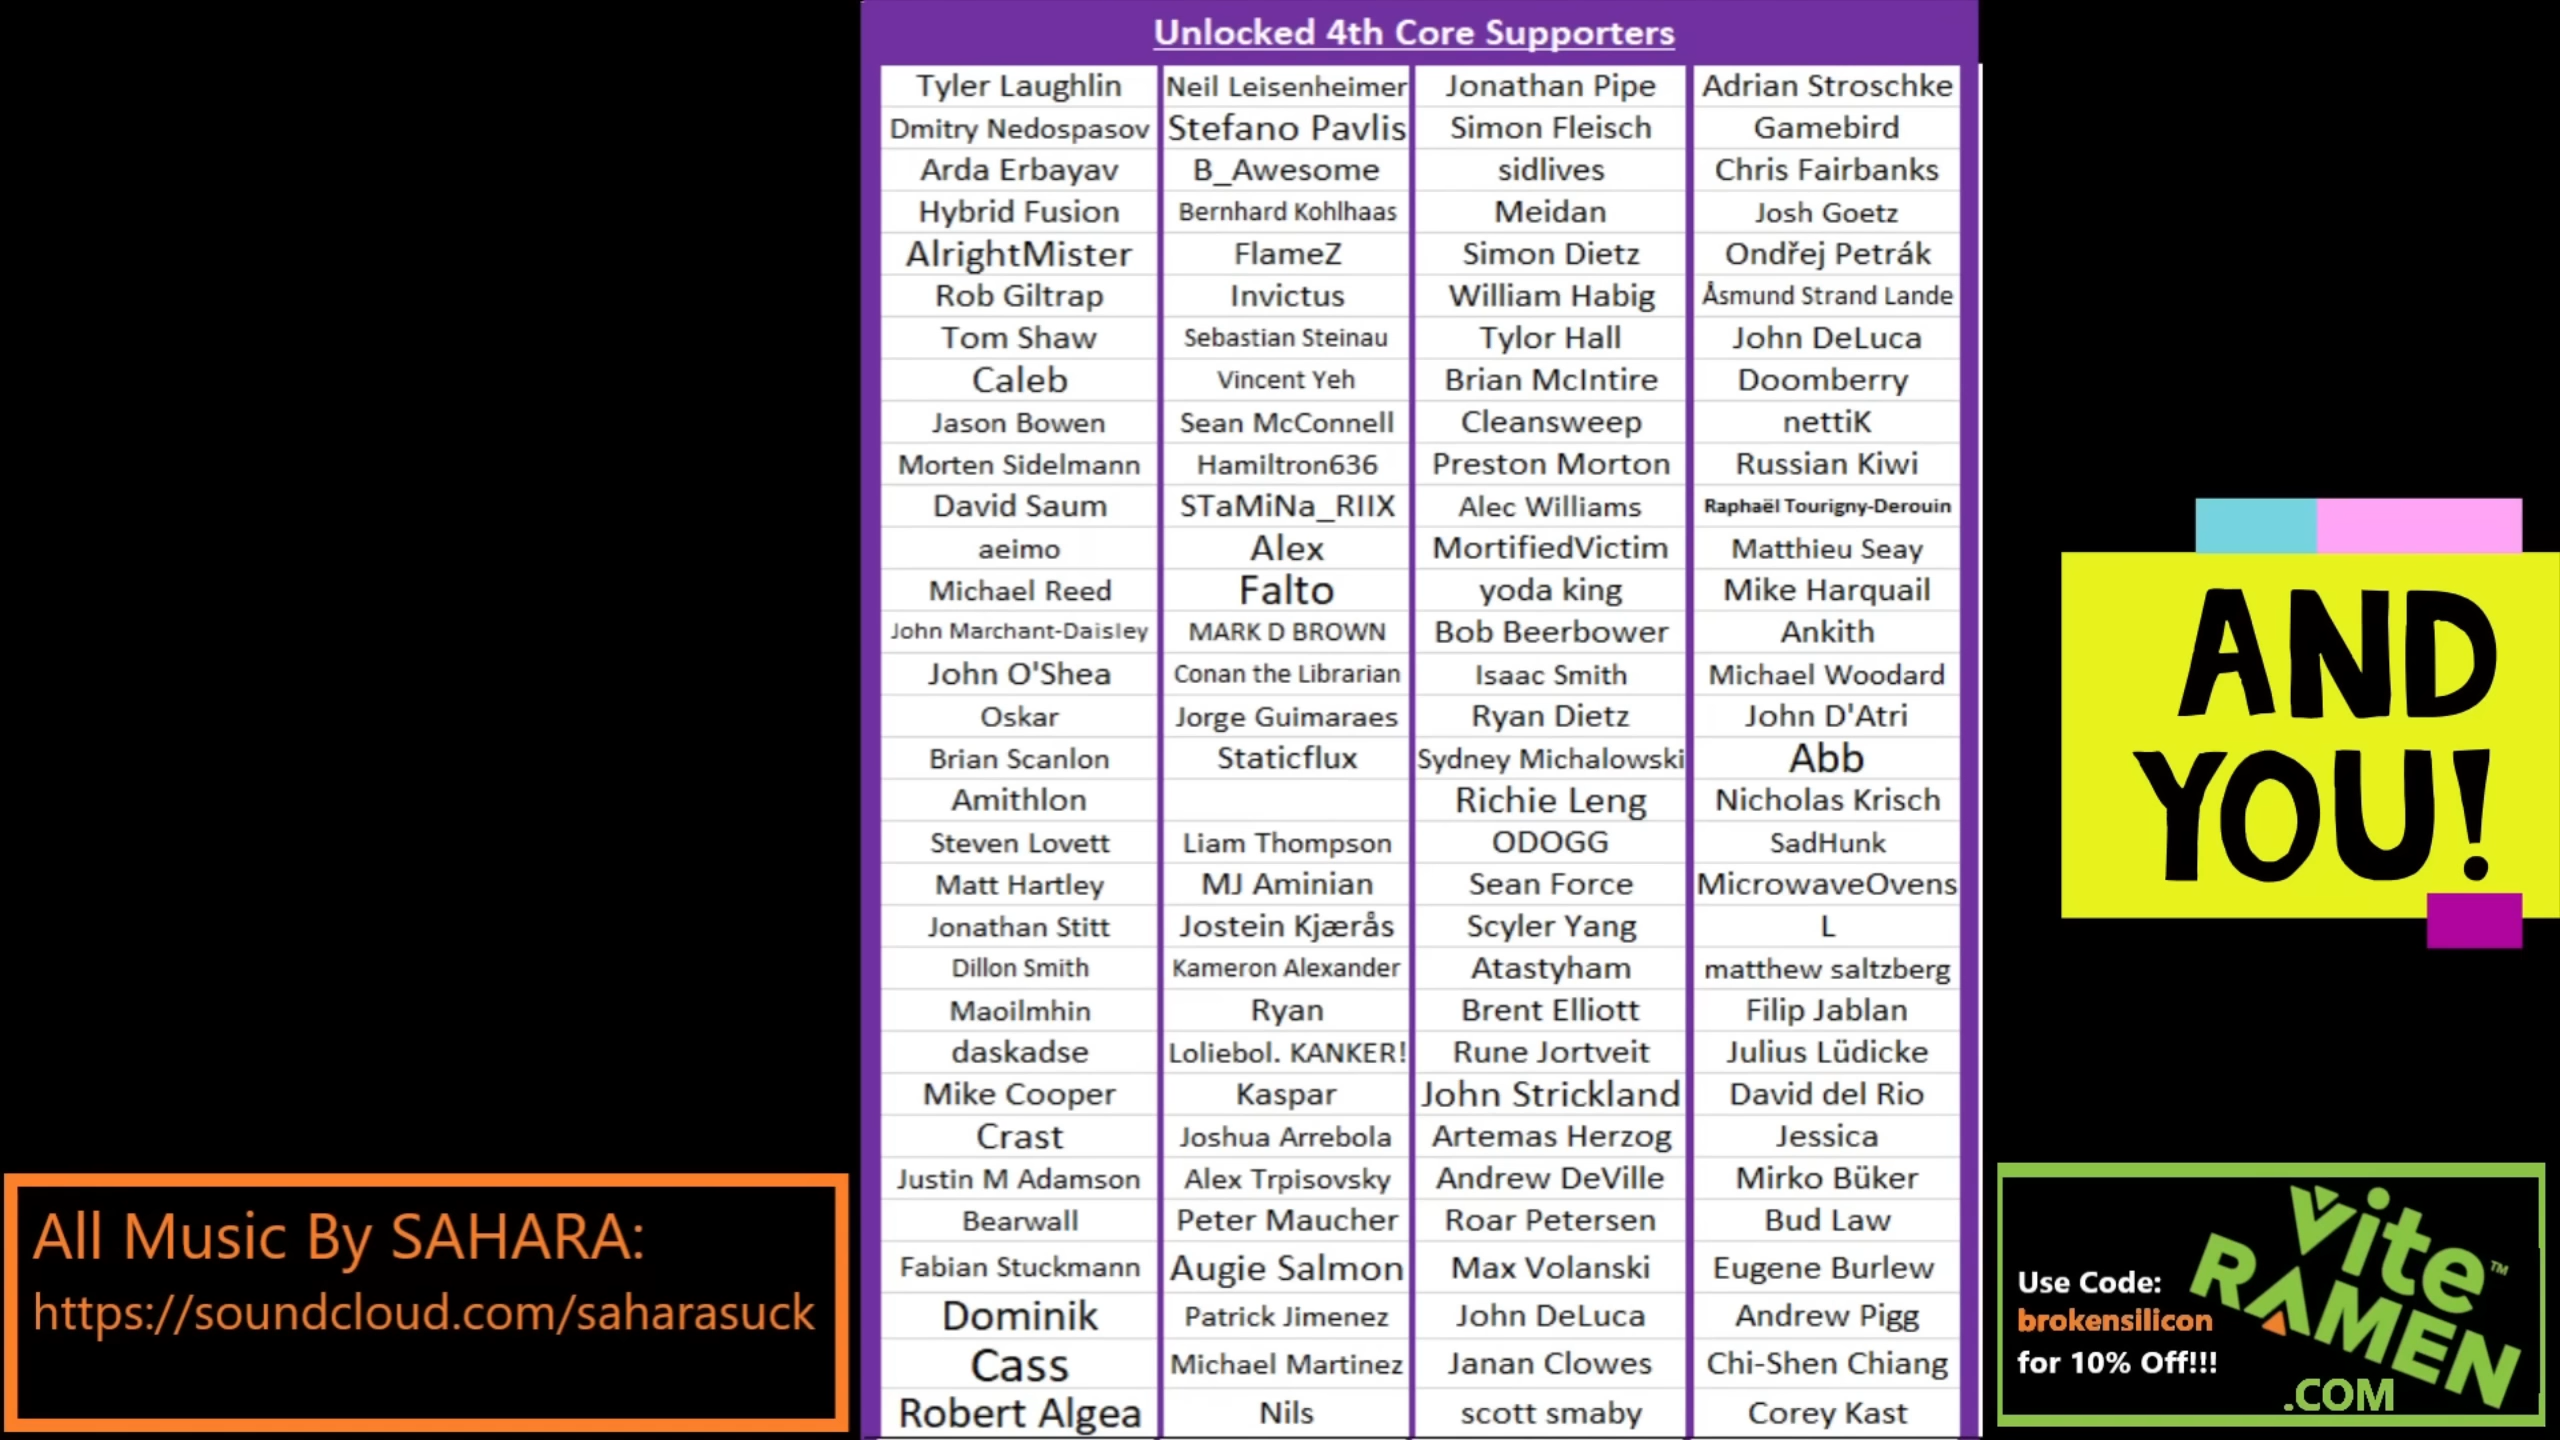 Unlocked 4th Core Supporters
Tyler Laughlin Neil Leisenheimer Jonathan Pipe Adrian Stroschke
Dmitry Nedospasov Stefano Pavlis Simon Fleisch Gamebird
Arda Erbayav B_Awesome sidlives Chris Fairbanks
Hybrid Fusion Bernhard Kohlhaas Meidan Josh Goetz
AlrightMister FlameZ Simon Dietz Ondřej Petrák
Rob Giltrap Invictus William Habig Åsmund Strand Lande
Tom Shaw Sebastian Steinau Tylor Hall John DeLuca
Caleb Vincent Yeh Brian McIntire Doomberry
Jason Bowen Sean McConnell Cleansweep nettiK
Morten Sidelmann Hamiltron636 Preston Morton Russian Kiwi
David Saum STaMiNa_RIIX Alec Williams Raphaël Tourigny-Derouin
aeimo Alex MortifiedVictim Matthieu Seay
Michael Reed Falto yoda king Mike Harquail
John Marchant-Daisley MARK D BROWN Bob Beerbower Ankith
John O'Shea Conan the Librarian Isaac Smith Michael Woodard
Oskar Jorge Guimaraes Ryan Dietz John D'Atri
Brian Scanlon Staticflux Sydney Michalowski Abb
Amithlon Richie Leng Nicholas Krisch
Steven Lovett Liam Thompson ODOGG SadHunk
Matt Hartley MJ Aminian Sean Force MicrowaveOvens
Jonathan Stitt Jostein Kjærås Scyler Yang L
Dillon Smith Kameron Alexander Atastyham matthew saltzberg
Maoilmhin Ryan Brent Elliott Filip Jablan
daskadse Loliebol. KANKER! Rune Jortveit Julius Lüdicke
Mike Cooper Kaspar John Strickland David del Rio
Crast Joshua Arrebola Artemas Herzog Jessica
Justin M Adamson Alex Trpisovsky Andrew DeVille Mirko Büker
Bearwall Peter Maucher Roar Petersen Bud Law
Fabian Stuckmann Augie Salmon Max Volanski Eugene Burlew
Dominik Patrick Jimenez John DeLuca Andrew Pigg
Cass Michael Martinez Janan Clowes Chi-Shen Chiang
Robert Algea Nils scott smaby Corey Kast
AND
YOU!
All Music By SAHARA:
https://soundcloud.com/saharasuck
Use Code:
brokensilicon
for 10% Off!!!
Vite™
RAMEN
.COM